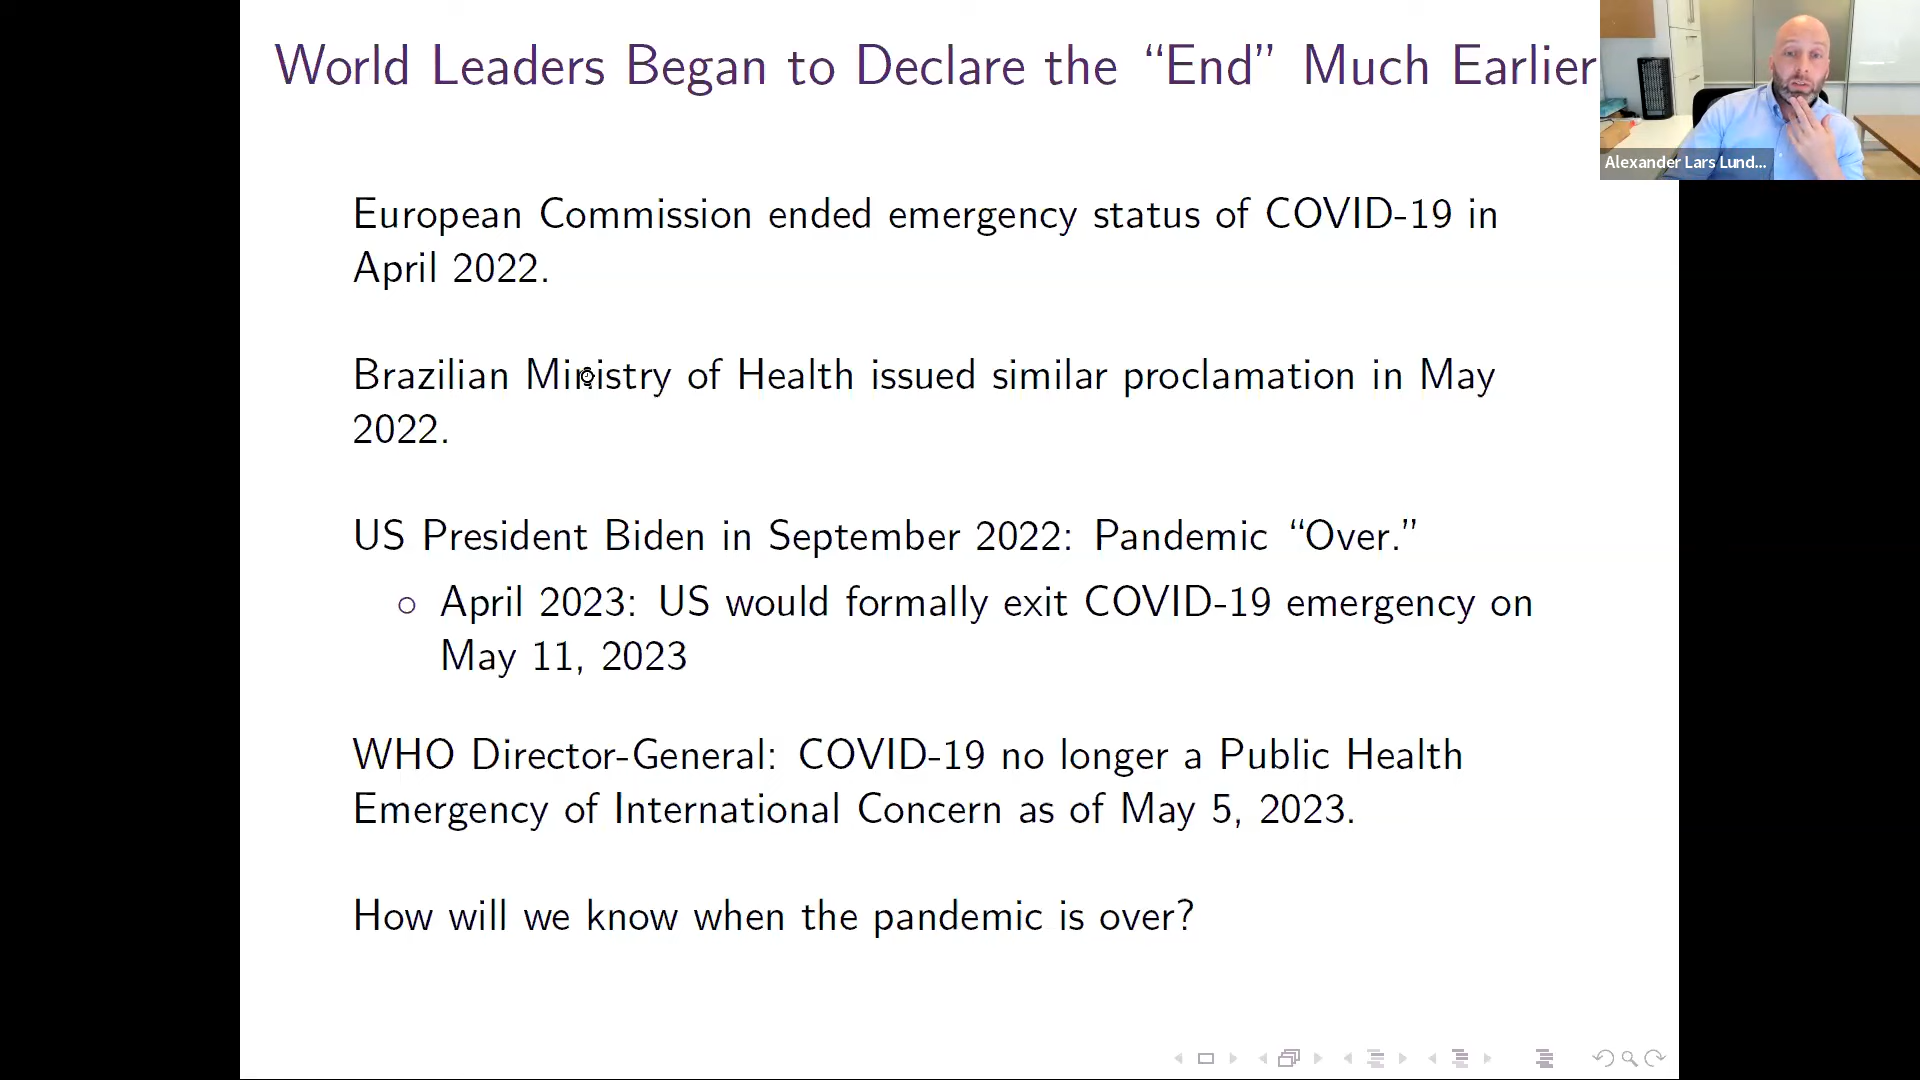 World Leaders Began to Declare the “End” Much Earlier
Alexander Lars Lund...
European Commission ended emergency status of COVID-19 in
April 2022.
Brazilian Ministry of Health issued similar proclamation in May
2022.
US President Biden in September 2022: Pandemic “Over.”
April 2023: US would formally exit COVID-19 emergency on
May 11, 2023
WHO Director-General: COVID-19 no longer a Public Health
Emergency of International Concern as of May 5, 2023.
How will we know when the pandemic is over?